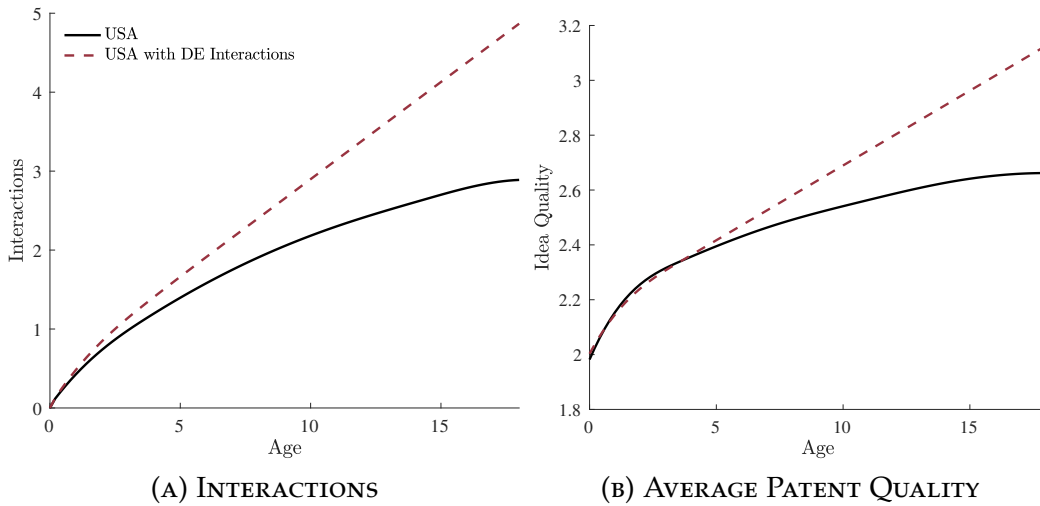 USA
USA with DE Interactions
5
4
3
2
1
0
Interactions
0 5 10 15
Age
(A) INTERACTIONS
3.2
3
2.8
2.6
2.4
2.2
2
1.8
Idea Quality
0 5 10 15
Age
(B) AVERAGE PATENT QUALITY